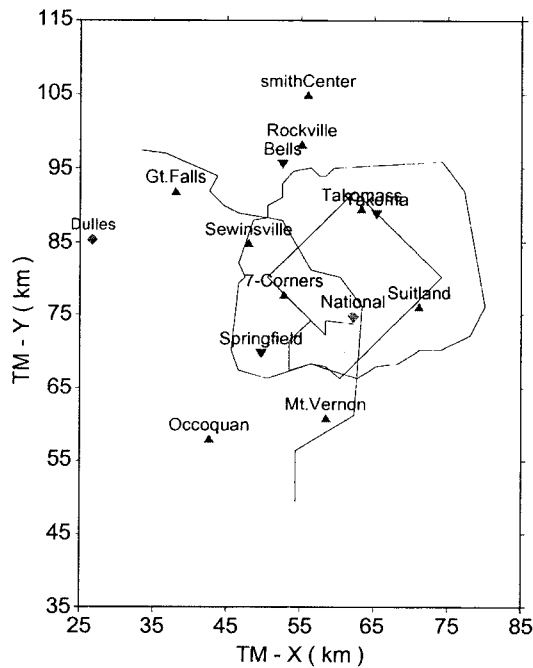 115
105
95
85
75
65
55
45
35
TM - Y ( km )
smithCenter
Rockville
Bells
Gt.Falls
Takomass
Takoma
Dulles
Sewinsville
7-Corners
National
Suitland
Springfield
Mt.Vernon
Occoquan
25 35 45 55 65 75 85
TM - X ( km )